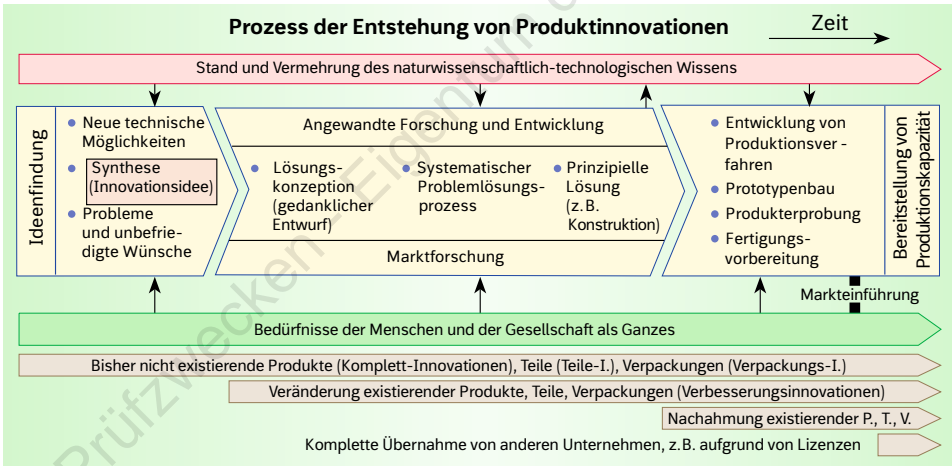 Prozess der Entstehung von Produktinnovationen
Zeit
Stand und Vermehrung des naturwissenschaftlich-technologischen Wissens
Ideenfindung
Neue technische
Möglichkeiten
Synthese
(Innovationsidee)
Probleme
und unbefrie-
digte Wünsche
Angewandte Forschung und Entwicklung
Lösungs-
konzeption
(gedanklicher
Entwurf)
Systematischer
Problemlösungs-
prozess
Prinzipielle
Lösung
(z.B.
Konstruktion)
Marktforschung
Entwicklung von
Produktionsver-
fahren
Prototypenbau
Produkterprobung
Fertigungs-
vorbereitung
Bereitstellung von
Produktionskapazität
Markteinführung
Bedürfnisse der Menschen und der Gesellschaft als Ganzes
Bisher nicht existierende Produkte (Komplett-Innovationen), Teile (Teile-I.), Verpackungen (Verpackungs-I.)
Veränderung existierender Produkte, Teile, Verpackungen (Verbesserungsinnovationen)
Nachahmung existierender P., T., V.
Komplette Übernahme von anderen Unternehmen, z.B. aufgrund von Lizenzen
Prüfzwecken - Eigentum